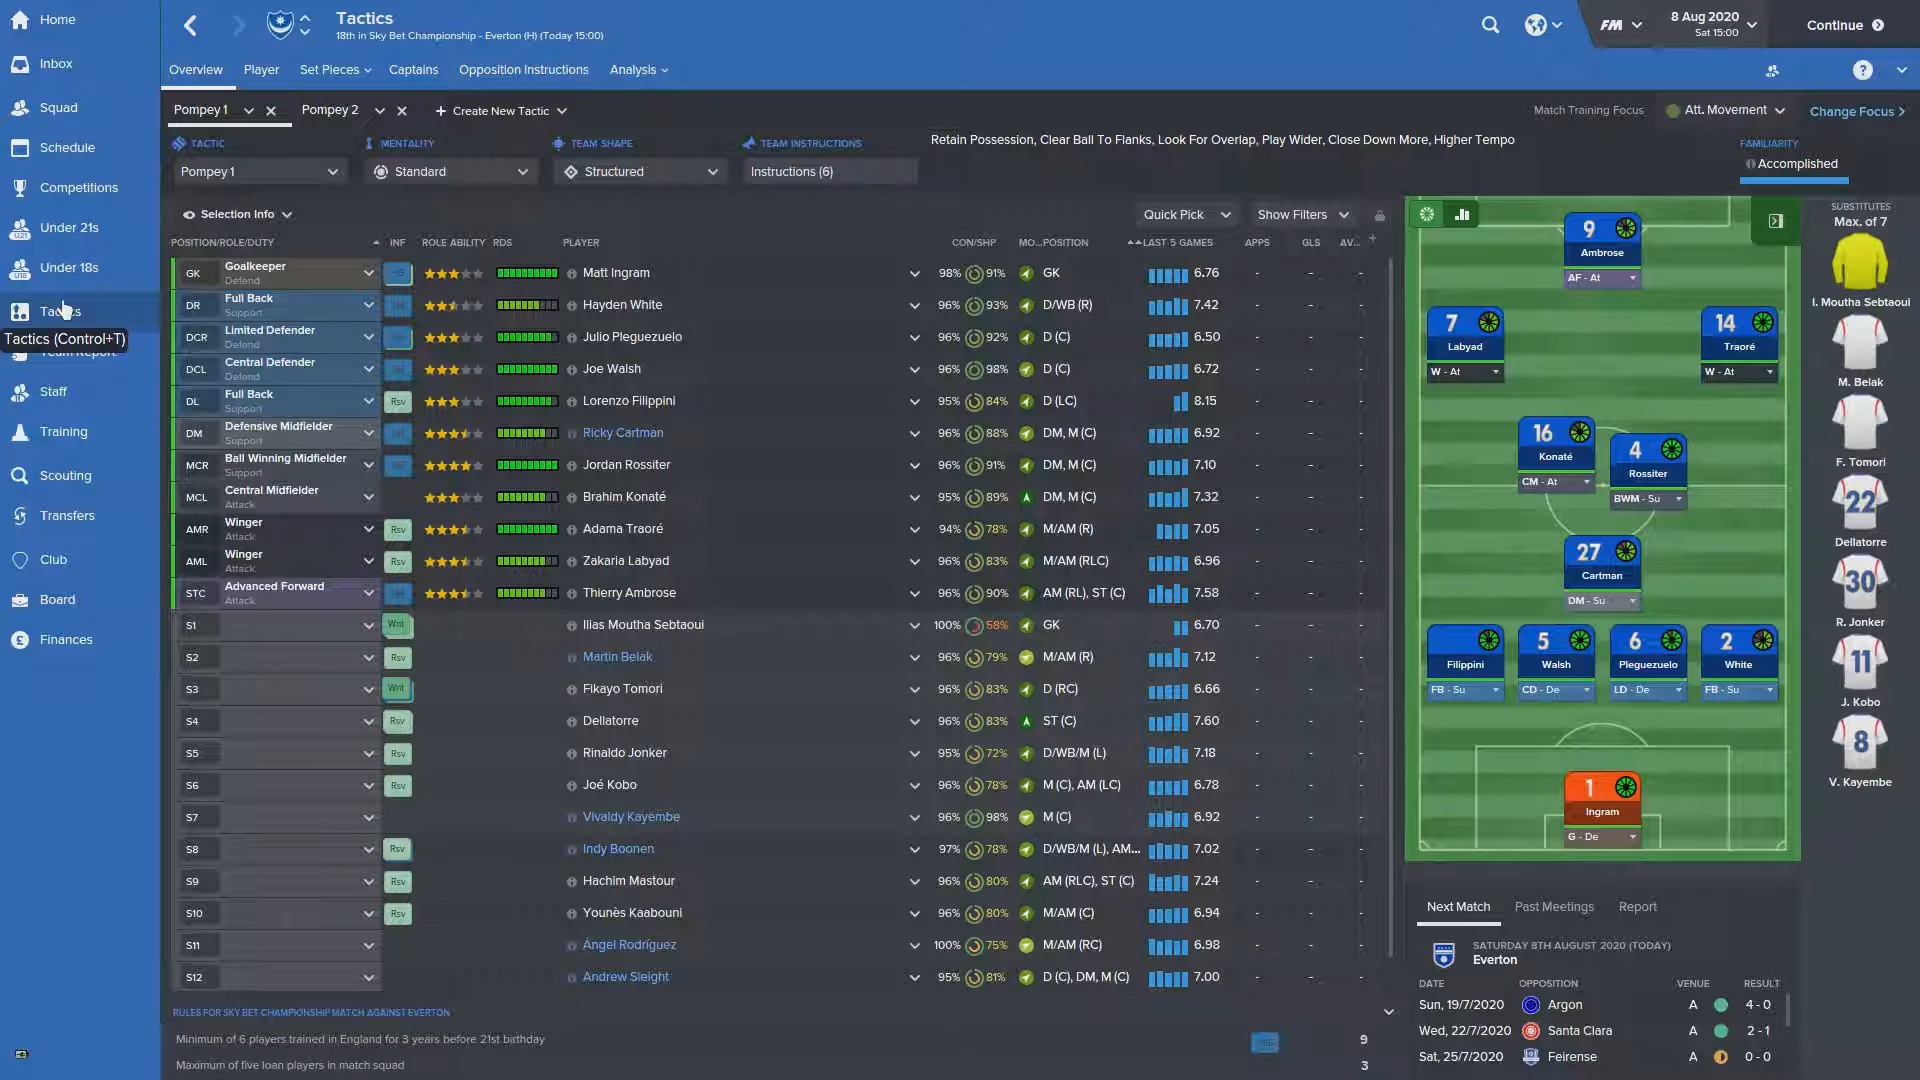 Home
Inbox
Squad
Schedule
Competitions
Under 21s
Under 18s
Tactics (Control+T)
Staff
Training
Scouting
Transfers
Club
Board
Finances
Tactics
18th in Sky Bet Championship - Everton (H) (Today 15:00)
FM
8 Aug 2020
Sat 15:00
Continue
Overview Player Set Pieces Captains Opposition Instructions Analysis
?
Pompey 1 Pompey 2 + Create New Tactic
Match Training Focus Att. Movement Change Focus
TACTIC MENTALITY TEAM SHAPE TEAM INSTRUCTIONS
Pompey 1 Standard Structured Instructions (6)
Retain Possession, Clear Ball To Flanks, Look For Overlap, Play Wider, Close Down More, Higher Tempo
FAMILIARITY
Accomplished
Selection Info Quick Pick Show Filters
POSITION/ROLE/DUTY INF ROLE ABILITY RDS PLAYER CON/SHP MO... POSITION LAST 5 GAMES APPS GLS AV...
GK Goalkeeper Defend Matt Ingram 98% 91% GK 6.76 - - -
DR Full Back Support Hayden White 96% 93% D/WB (R) 7.42 - - -
DCR Limited Defender Defend Julio Pleguezuelo 96% 92% D (C) 6.50 - - -
DCL Central Defender Defend Joe Walsh 96% 98% D (C) 6.72 - - -
DL Full Back Support Rsv Lorenzo Filippini 95% 84% D (LC) 8.15 - - -
DM Defensive Midfielder Support Ricky Cartman 96% 88% DM, M (C) 6.92 - - -
MCR Ball Winning Midfielder Support Jordan Rossiter 96% 91% DM, M (C) 7.10 - - -
MCL Central Midfielder Attack Brahim Konaté 95% 89% DM, M (C) 7.32 - - -
AMR Winger Attack Rsv Adama Traoré 94% 78% M/AM (R) 7.05 - - -
AML Winger Attack Rsv Zakaria Labyad 96% 83% M/AM (RLC) 6.96 - - -
STC Advanced Forward Attack Thierry Ambrose 96% 90% AM (RL), ST (C) 7.58 - - -
S1 Wnt Ilias Moutha Sebtaoui 100% 58% GK 6.70 - - -
S2 Rsv Martin Belak 96% 79% M/AM (R) 7.12 - - -
S3 Wnt Fikayo Tomori 96% 83% D (RC) 6.66 - - -
S4 Rsv Dellatorre 96% 83% ST (C) 7.60 - - -
S5 Rsv Rinaldo Jonker 95% 72% D/WB/M (L) 7.18 - - -
S6 Rsv Joé Kobo 96% 78% M (C), AM (LC) 6.78 - - -
S7 Vivaldy Kayembe 96% 98% M (C) 6.92 - - -
S8 Rsv Indy Boonen 97% 78% D/WB/M (L), AM... 7.02 - - -
S9 Rsv Hachim Mastour 96% 80% AM (RLC), ST (C) 7.24 - - -
S10 Rsv Younès Kaabouni 96% 80% M/AM (C) 6.94 - - -
S11 Ángel Rodríguez 100% 75% M/AM (RC) 6.98 - - -
S12 Andrew Sleight 95% 81% D (C), DM, M (C) 7.00 - - -
RULES FOR SKY BET CHAMPIONSHIP MATCH AGAINST EVERTON
Minimum of 6 players trained in England for 3 years before 21st birthday 9
Maximum of five loan players in match squad 3
9
Ambrose
AF - At
7
Labyad
W - At
14
Traoré
W - At
16
Konaté
CM - At
4
Rossiter
BWM - Su
27
Cartman
DM - Su
Filippini
FB - Su
5
Walsh
CD - De
6
Pleguezuelo
LD - De
2
White
FB - Su
1
Ingram
G - De
SUBSTITUTES
Max. of 7
I. Moutha Sebtaoui
M. Belak
F. Tomori
22
Dellatorre
30
R. Jonker
11
J. Kobo
8
V. Kayembe
Next Match Past Meetings Report
SATURDAY 8TH AUGUST 2020 (TODAY)
Everton
DATE OPPOSITION VENUE RESULT
Sun, 19/7/2020 Argon A 4 - 0
Wed, 22/7/2020 Santa Clara A 2 - 1
Sat, 25/7/2020 Feirense A 0 - 0